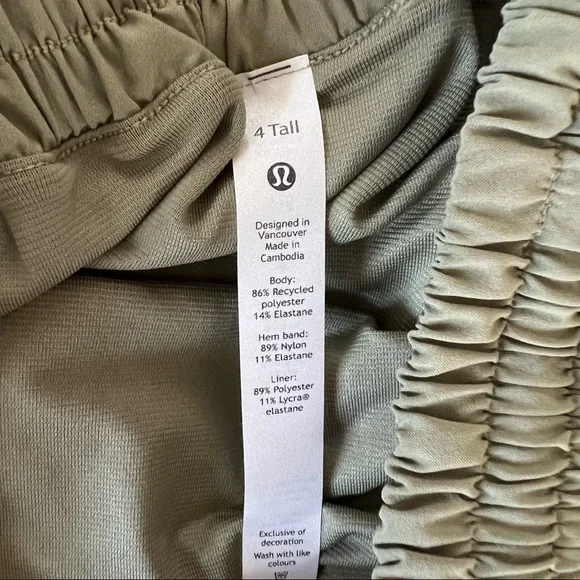 4 Tall
Designed in
Vancouver
Made in
Cambodia
Body:
86% Recycled
polyester
14% Elastane
Hem band:
89% Nylon
11% Elastane
Liner:
89% Polyester
11% Lycra®
elastane
Exclusive of
decoration
Wash with like
colours